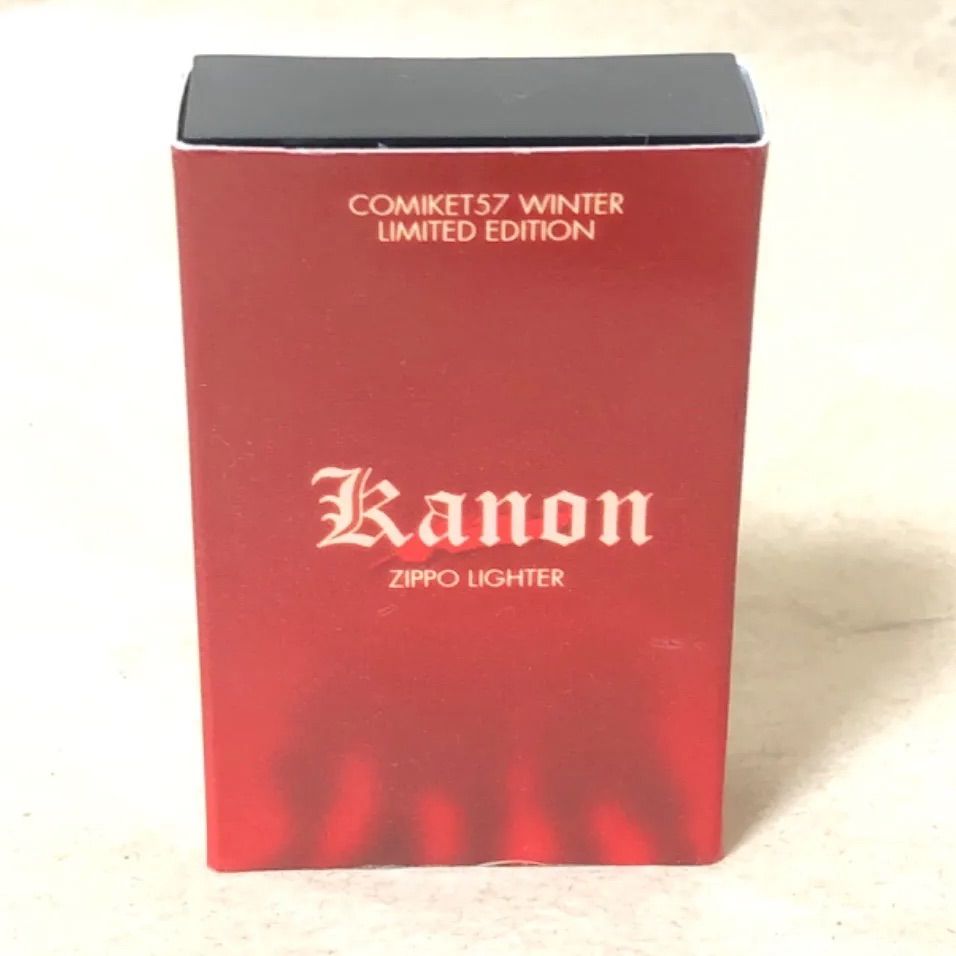 COMIKET57 WINTER
LIMITED EDITION
Kanon
ZIPPO LIGHTER